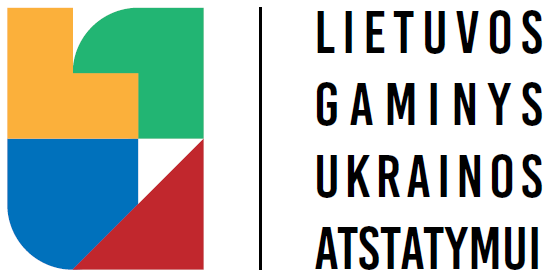 LIETUVOS
GAMINYS
UKRAINOS
ATSTATYMUI